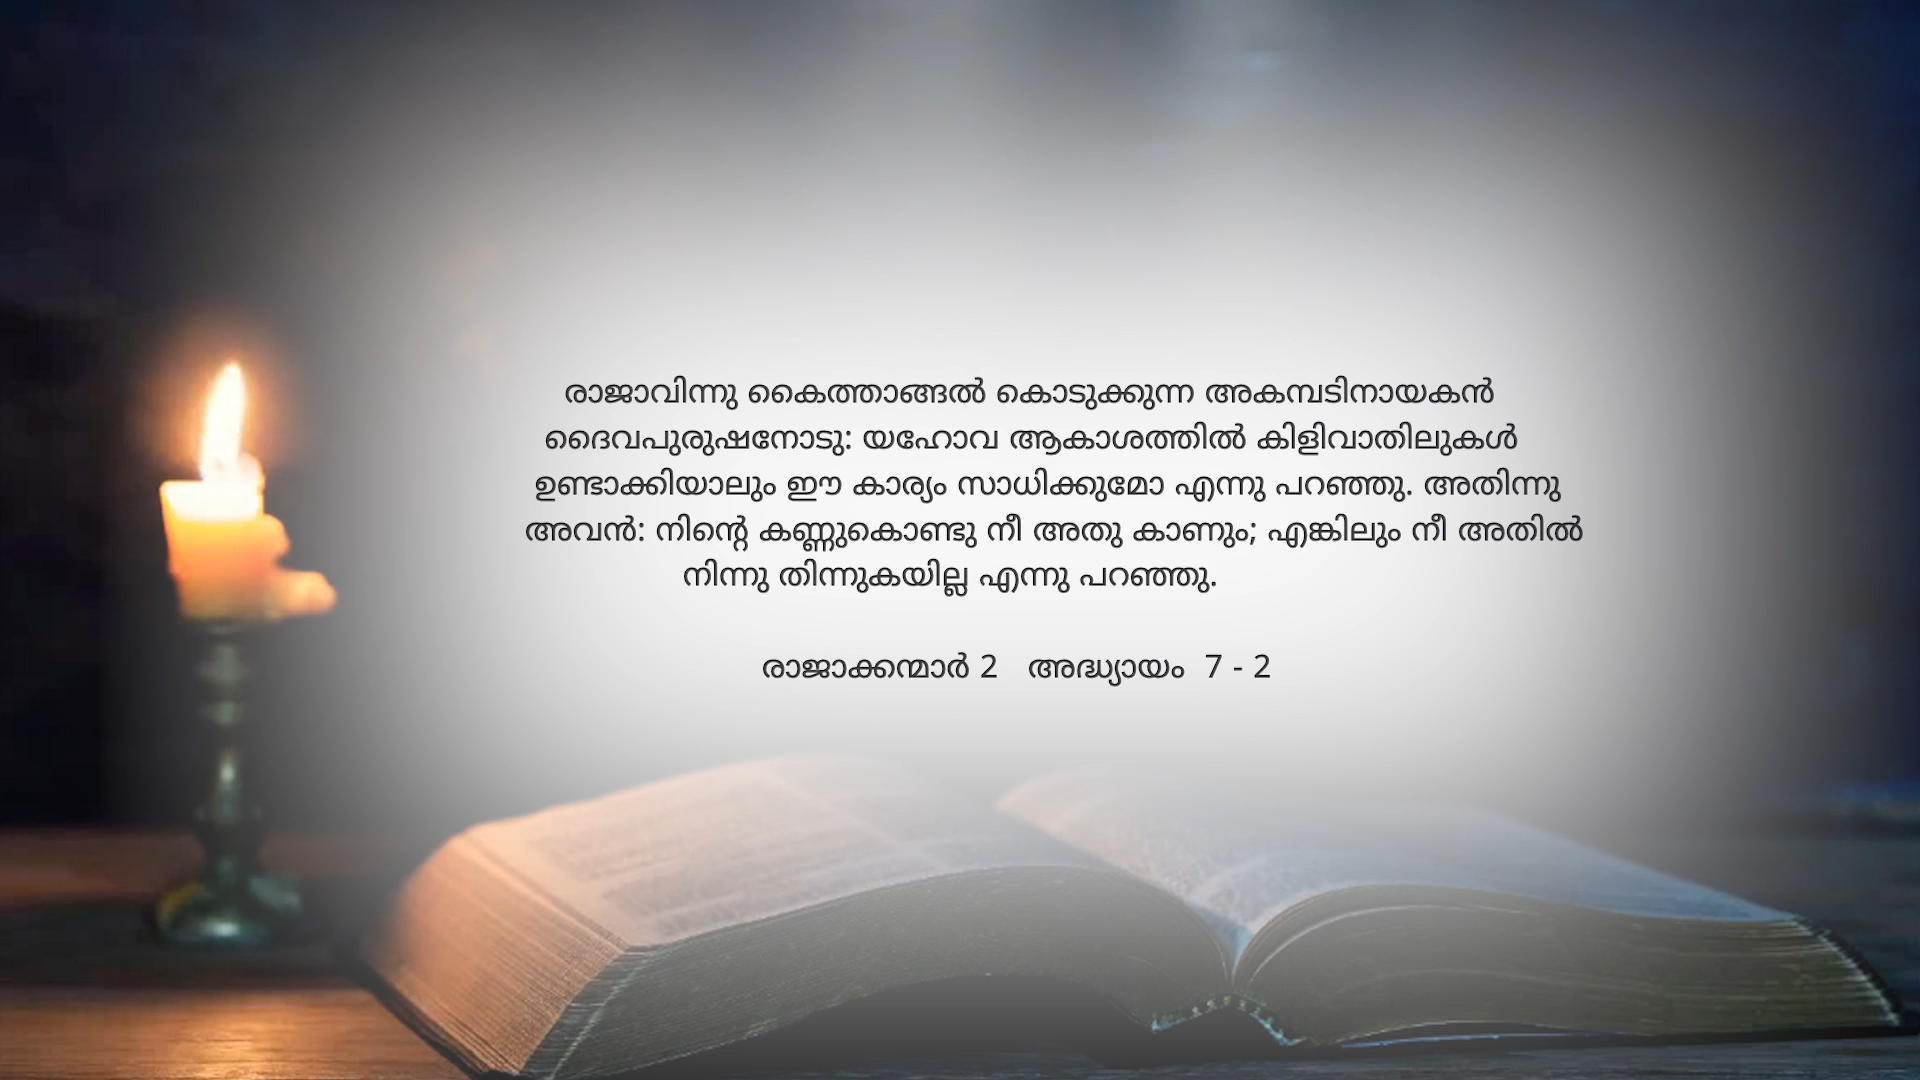 രാജാവിന്നു കൈത്താങ്ങൽ കൊടുക്കുന്ന അകമ്പടിനായകൻ
ദൈവപുരുഷനോടു: യഹോവ ആകാശത്തിൽ കിളിവാതിലുകൾ
ഉണ്ടാക്കിയാലും ഈ കാര്യം സാധിക്കുമോ എന്നു പറഞ്ഞു. അതിന്നു
അവൻ: നിന്റെ കണ്ണുകൊണ്ടു നീ അതു കാണും; എങ്കിലും നീ അതിൽ
നിന്നു തിന്നുകയില്ല എന്നു പറഞ്ഞു.
രാജാക്കന്മാർ 2 അദ്ധ്യായം 7 - 2